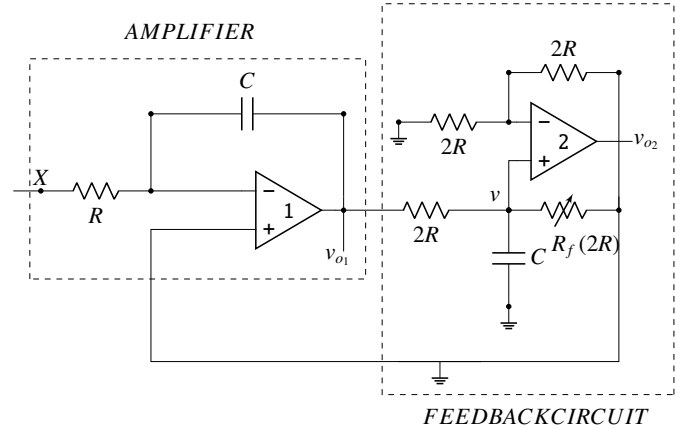 AMPLIFIER
2R
C
2R
2
v_{o_2}
X
R
1
v
2R
R_f(2R)
C
v_{o_1}
FEEDBACKCIRCUIT